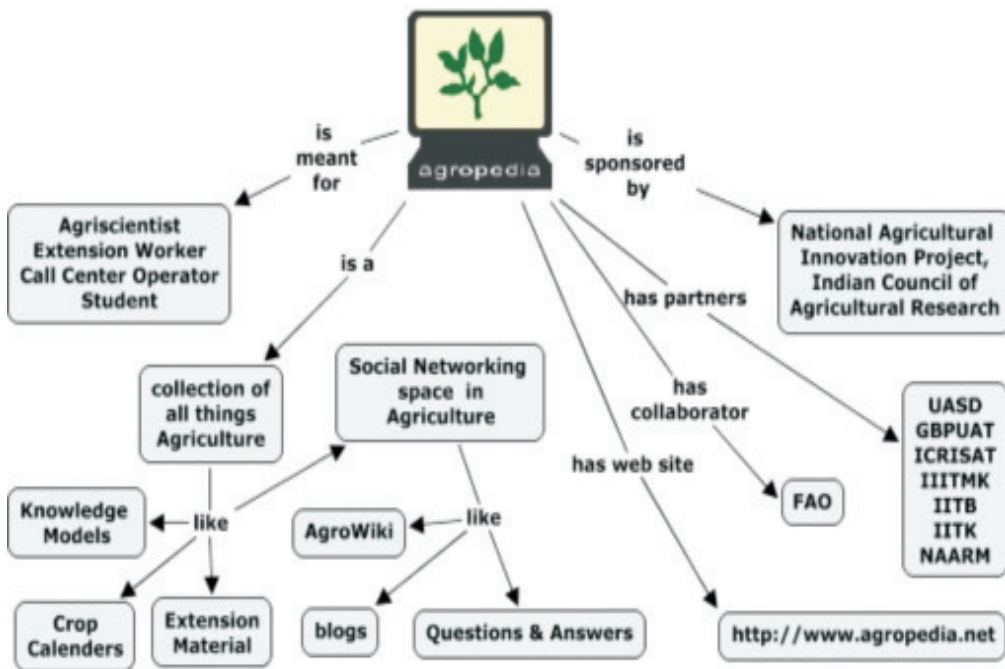 agropedia
is
meant
for
is
sponsored
by
Agriscientist
Extension Worker
Call Center Operator
Student
National Agricultural
Innovation Project,
Indian Council of
Agricultural Research
is a
has partners
collection of
all things
Agriculture
Social Networking
space in
Agriculture
has
collaborator
UASD
GBPUAT
ICRISAT
IIITMK
IITB
IITK
NAARM
has web site
FAO
Knowledge
Models
like
AgroWiki
like
Crop
Calenders
Extension
Material
blogs
Questions & Answers
http://www.agropedia.net